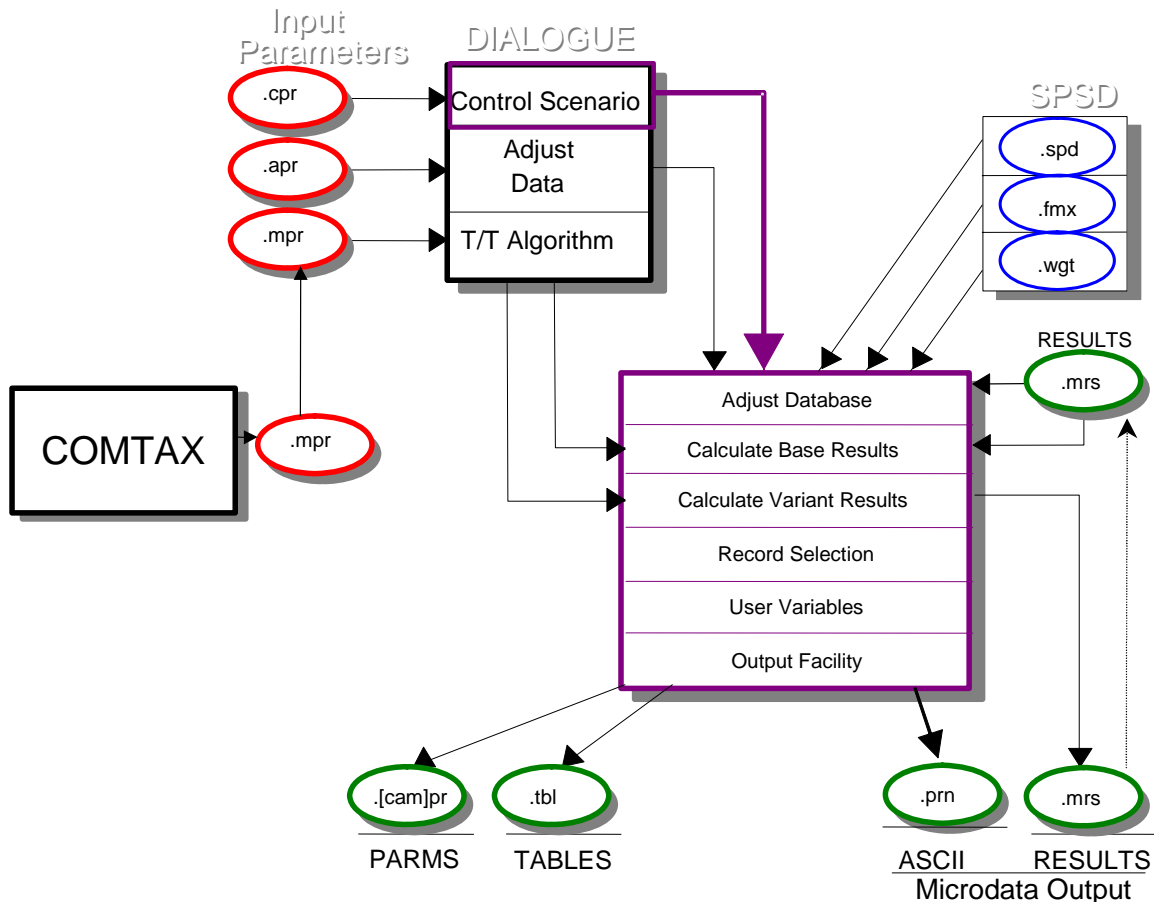 Input
Parameters
DIALOGUE
.cpr
.apr
.mpr
Control Scenario
Adjust
Data
T/T Algorithm
SPSD
.spd
.fmx
.wgt
RESULTS
.mrs
COMTAX
.mpr
Adjust Database
Calculate Base Results
Calculate Variant Results
Record Selection
User Variables
Output Facility
.[cam]pr
PARMS
.tbl
TABLES
.prn
ASCII
.mrs
RESULTS
Microdata Output